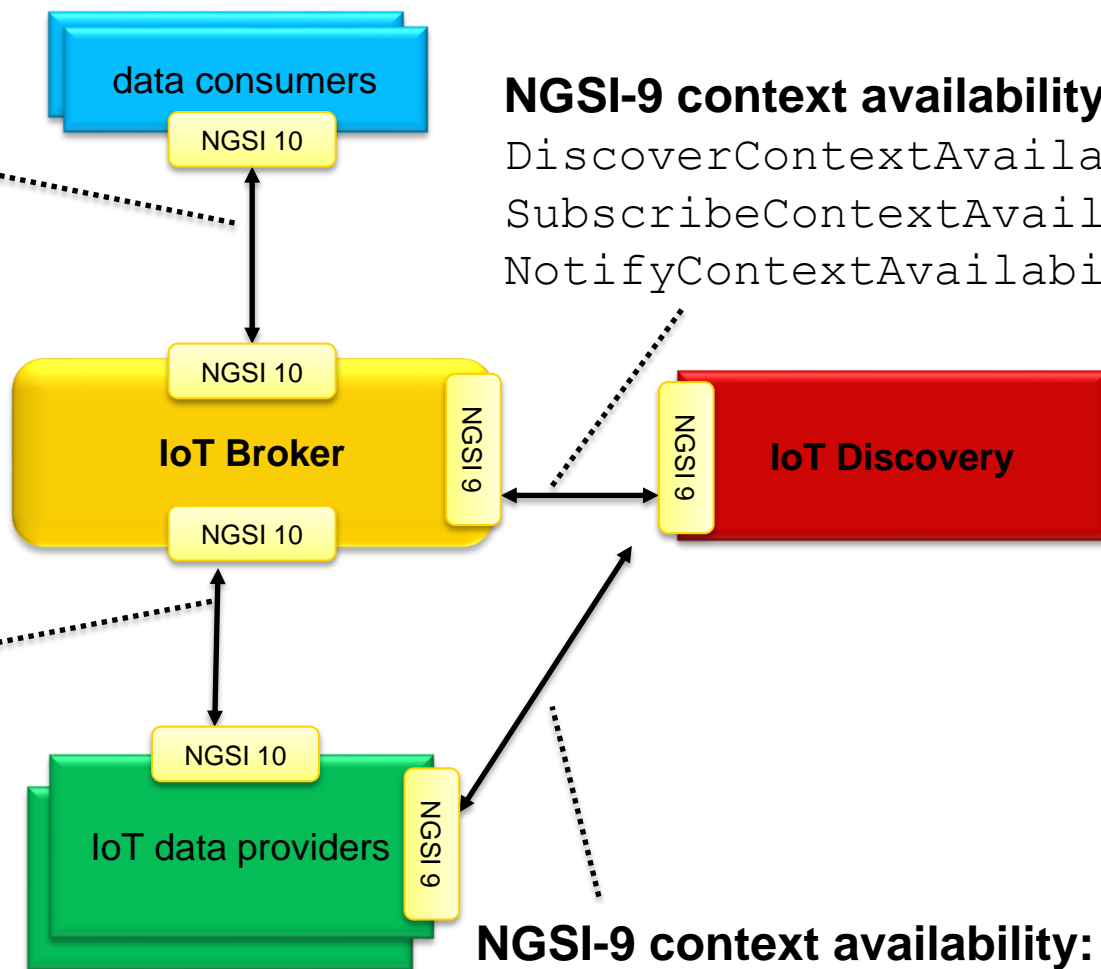 data consumers
NGSI 10
NGSI-9 context availability
DiscoverContextAvaila
SubscribeContextAvail
NotifyContextAvailabi
NGSI 10
IoT Broker
NGSI 9
NGSI 9
IoT Discovery
NGSI 10
NGSI 10
IoT data providers
NGSI 9
NGSI-9 context availability: